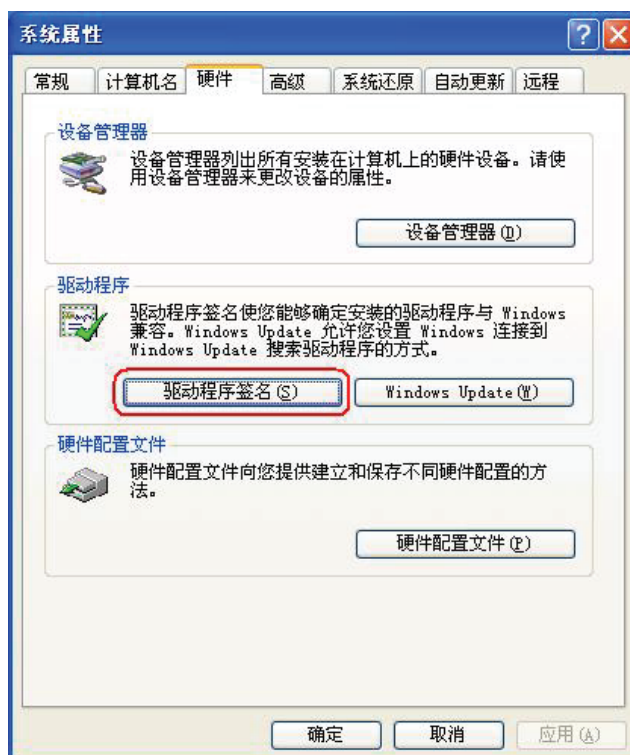 系统属性
常规 计算机名 硬件 高级 系统还原 自动更新 远程
设备管理器
设备管理器列出所有安装在计算机上的硬件设备。请使
用设备管理器来更改设备的属性。
设备管理器(D)
驱动程序
驱动程序签名使您能够确定安装的驱动程序与 Windows
兼容。Windows Update 允许您设置 Windows 连接到
Windows Update 搜索驱动程序的方式。
驱动程序签名(S) Windows Update(W)
硬件配置文件
硬件配置文件向您提供建立和保存不同硬件配置的方
法。
硬件配置文件(P)
确定 取消 应用(A)